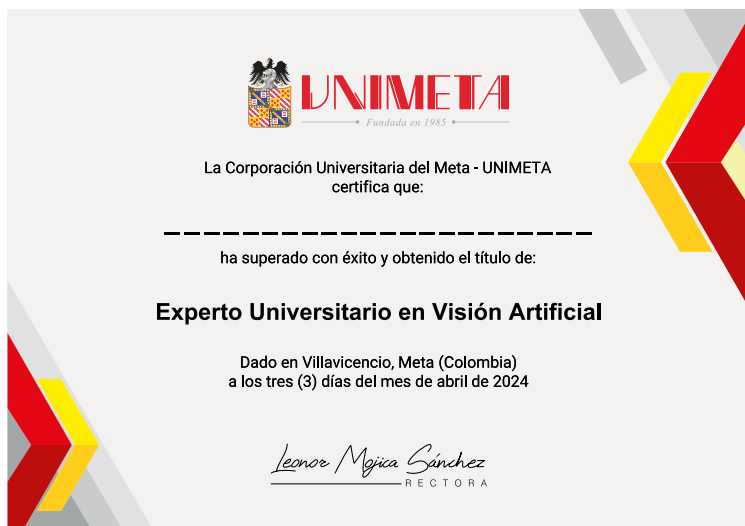 UNIMETA
Fundada en 1985
La Corporación Universitaria del Meta - UNIMETA
certifica que:
ha superado con éxito y obtenido el título de:
Experto Universitario en Visión Artificial
Dado en Villavicencio, Meta (Colombia)
a los tres (3) días del mes de abril de 2024
Leonor Mojica Sánchez
RECTORA